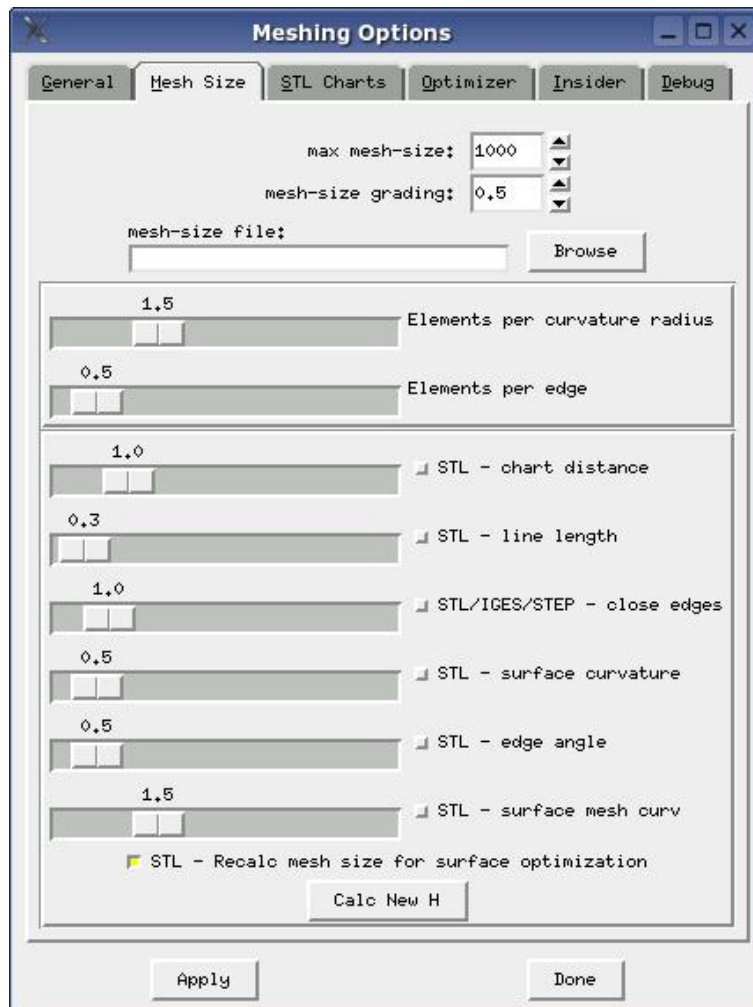 Meshing Options
General Mesh Size STL Charts Optimizer Insider Debug
max mesh-size: 1000
mesh-size grading: 0.5
mesh-size file:
Browse
1.5
Elements per curvature radius
0.5
Elements per edge
1.0
STL - chart distance
0.3
STL - line length
1.0
STL/IGES/STEP - close edges
0.5
STL - surface curvature
0.5
STL - edge angle
1.5
STL - surface mesh curv
STL - Recalc mesh size for surface optimization
Calc New H
Apply Done